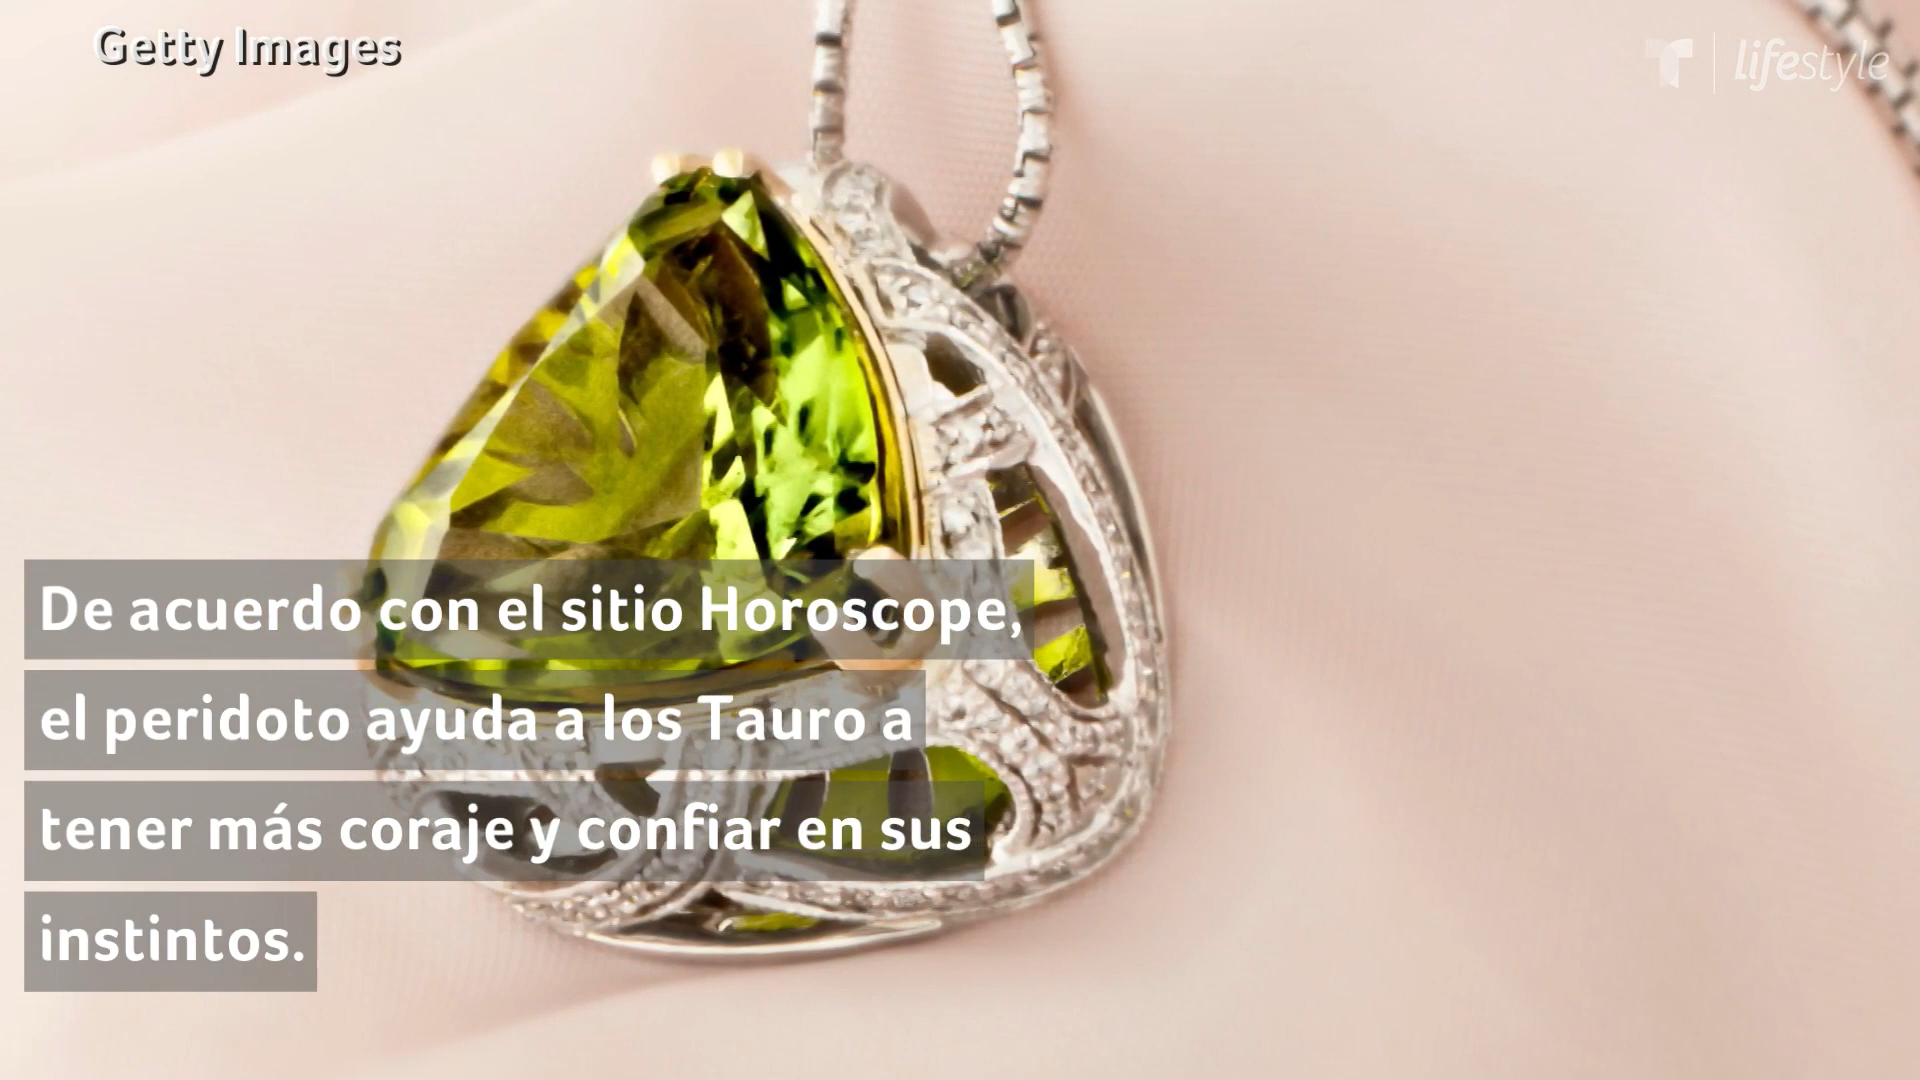 Getty Images
lifestyle
De acuerdo con el sitio Horoscope,
el peridoto ayuda a los Tauro a
tener más coraje y confiar en sus
instintos.